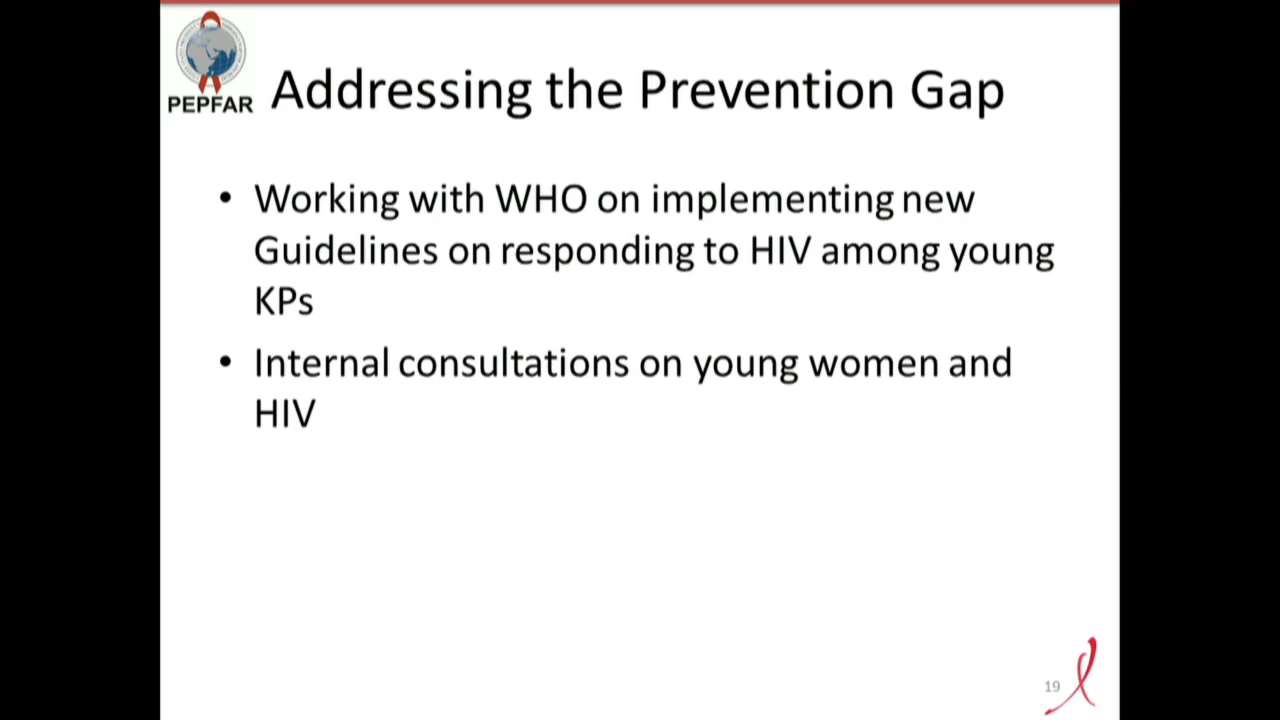 PEPFAR
Addressing the Prevention Gap
• Working with WHO on implementing new
Guidelines on responding to HIV among young
KPs
• Internal consultations on young women and
HIV
19